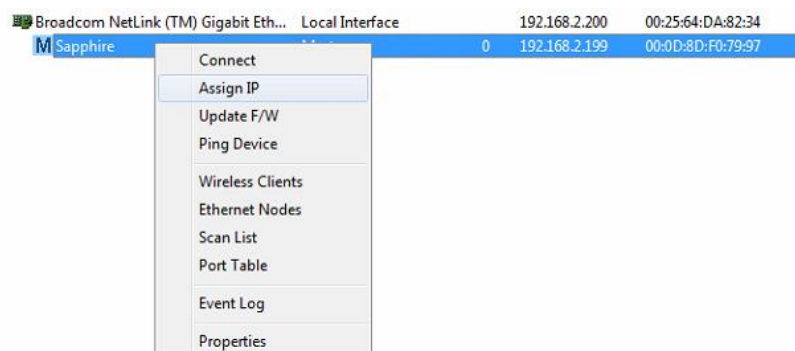 Broadcom NetLink (TM) Gigabit Eth... Local Interface 192.168.2.200 00:25:64:DA:82:34
M Sapphire 0 192.168.2.199 00:0D:8D:F0:79:97
Connect
Assign IP
Update F/W
Ping Device
Wireless Clients
Ethernet Nodes
Scan List
Port Table
Event Log
Properties